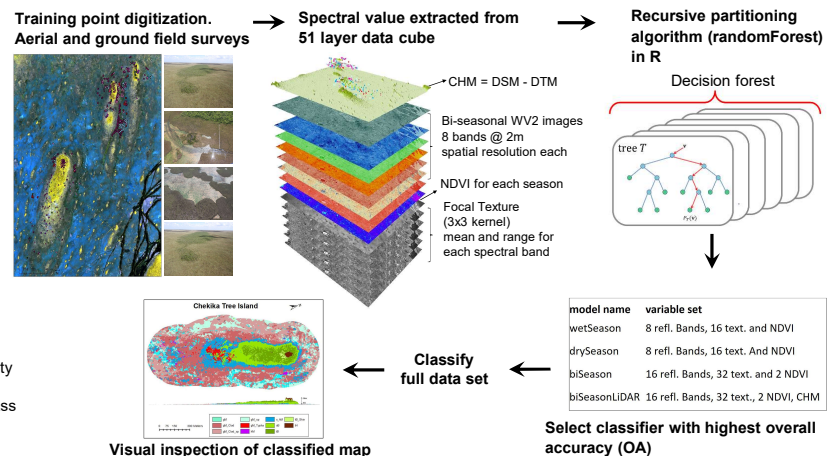 Training point digitization.
Aerial and ground field surveys
Spectral value extracted from
51 layer data cube
Recursive partitioning
algorithm (randomForest)
in R
CHM = DSM - DTM
Bi-seasonal WV2 images
8 bands @ 2m
spatial resolution each
NDVI for each season
Focal Texture
(3x3 kernel)
mean and range for
each spectral band
Decision forest
tree T
v
P_T(v)
model name variable set
wetSeason 8 refl. Bands, 16 text. and NDVI
drySeason 8 refl. Bands, 16 text. And NDVI
biSeason 16 refl. Bands, 32 text. and 2 NDVI
biSeasonLiDAR 16 refl. Bands, 32 text., 2 NDVI, CHM
Select classifier with highest overall
accuracy (OA)
Classify
full data set
Chekika Tree Island
Visual inspection of classified map
ty
ss